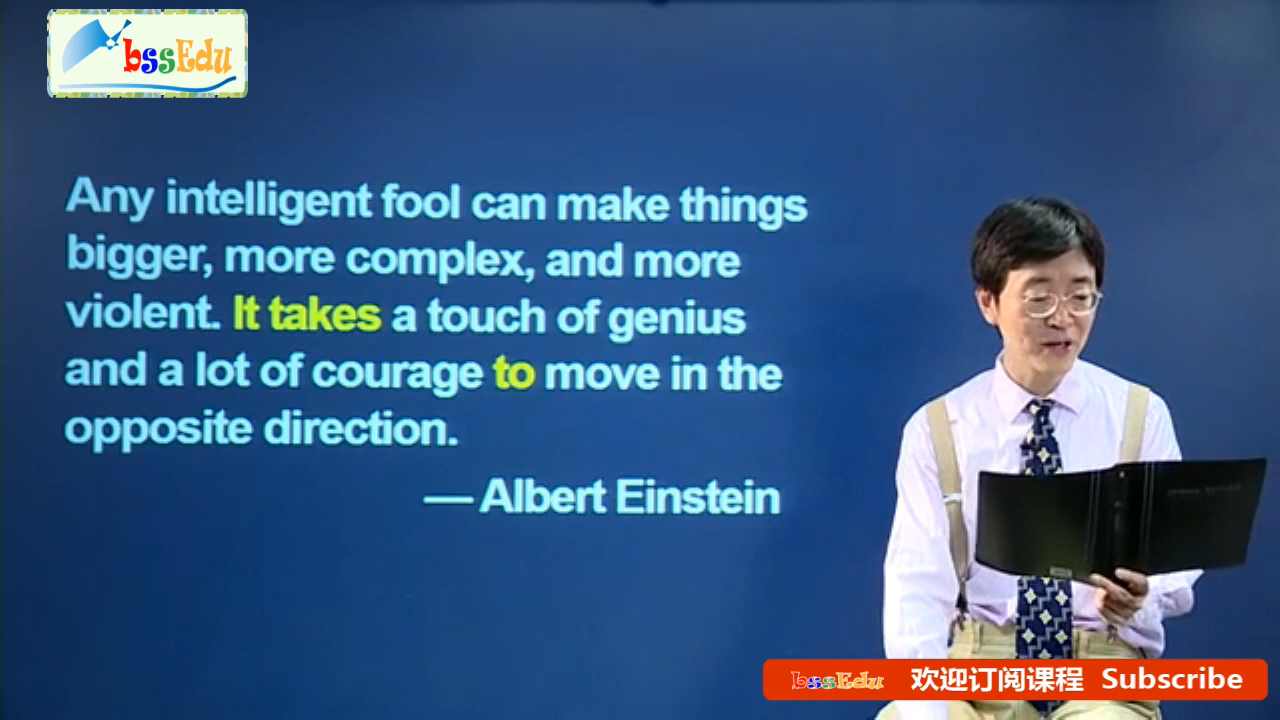 bssEdu
Any intelligent fool can make things
bigger, more complex, and more
violent. It takes a touch of genius
and a lot of courage to move in the
opposite direction.
— Albert Einstein
bssEdu 欢迎订阅课程 Subscribe